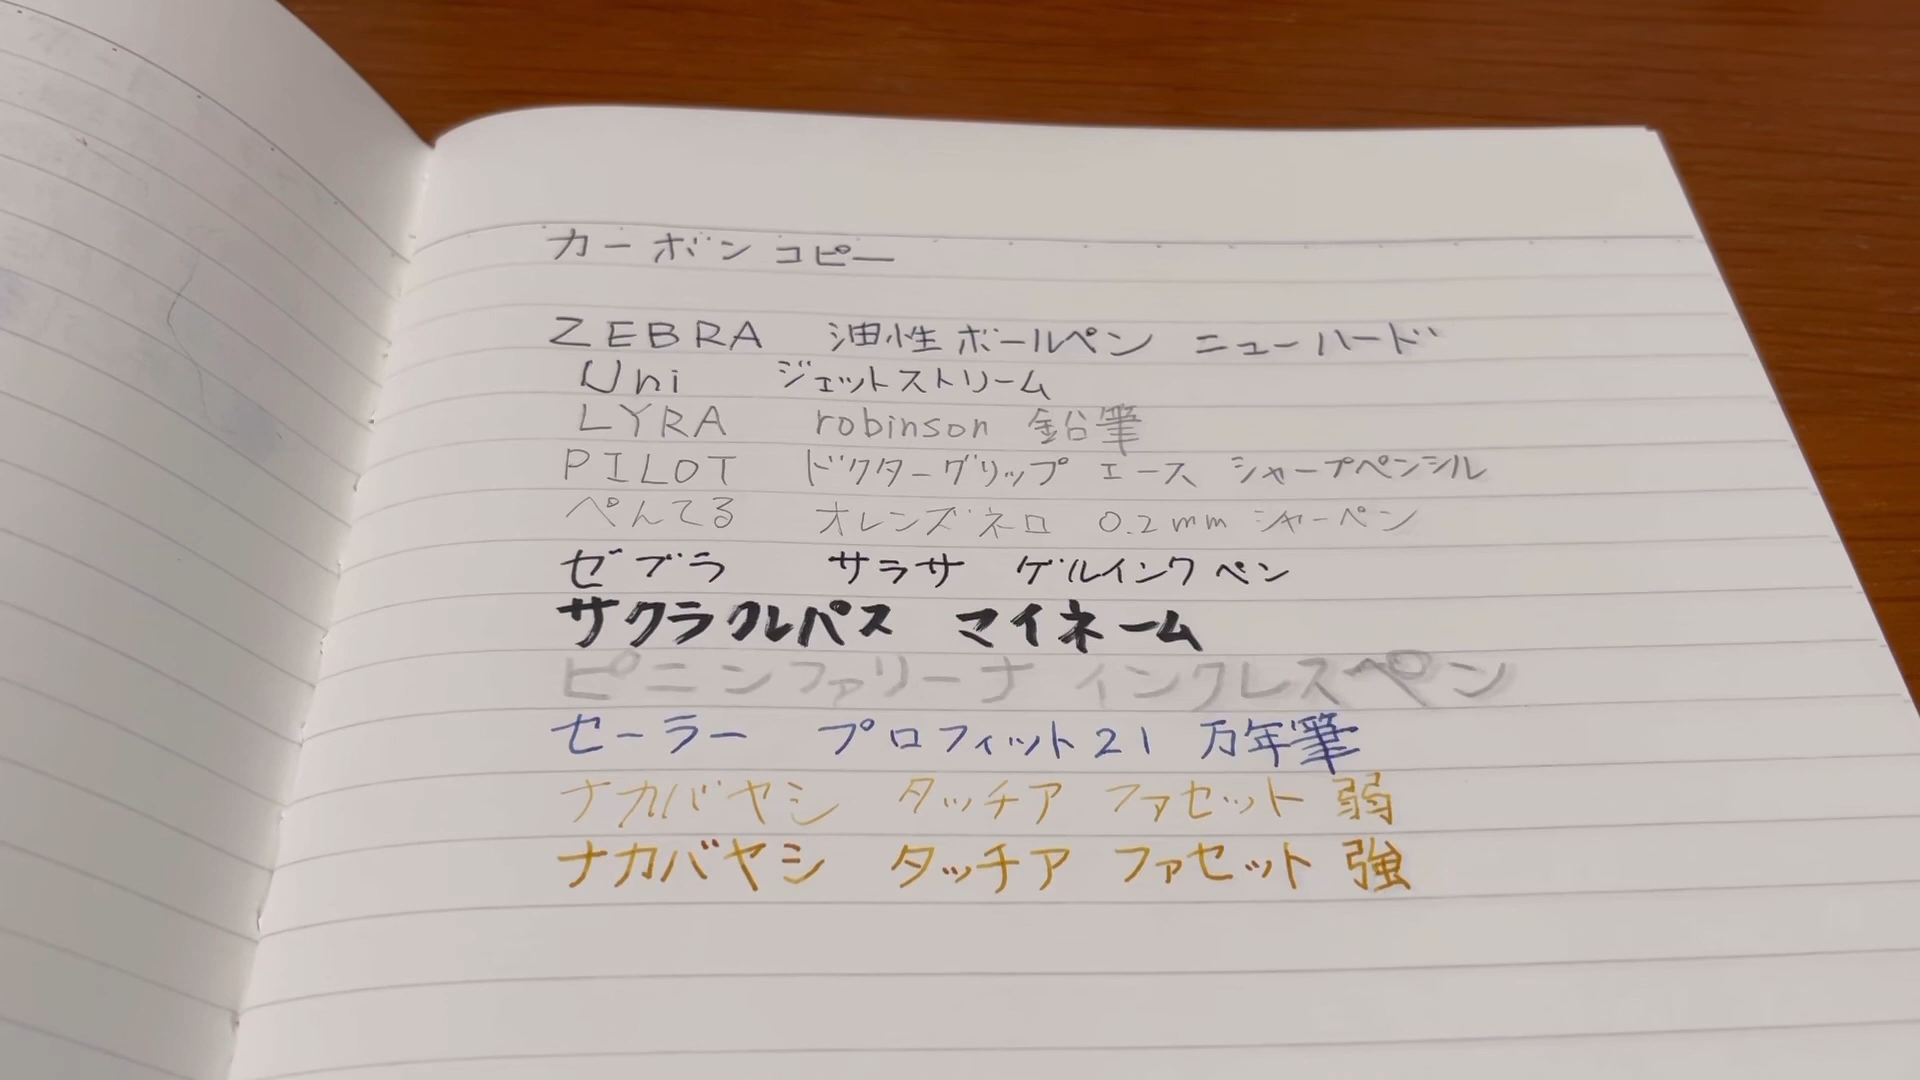 カーボンコピー
ZEBRA 油性ボールペン ニューハード
Uni ジェットストリーム
LYRA robinson 鉛筆
PILOT ドクターグリップ エース シャープペンシル
ぺんてる オレンズネロ 0.2mm シャーペン
ゼブラ サラサ ゲルインクペン
サクラクレパス マイネーム
ピニンファリーナ インクレスペン
セーラー プロフィット21 万年筆
ナカバヤシ タッチア ファセット 弱
ナカバヤシ タッチア ファセット 強